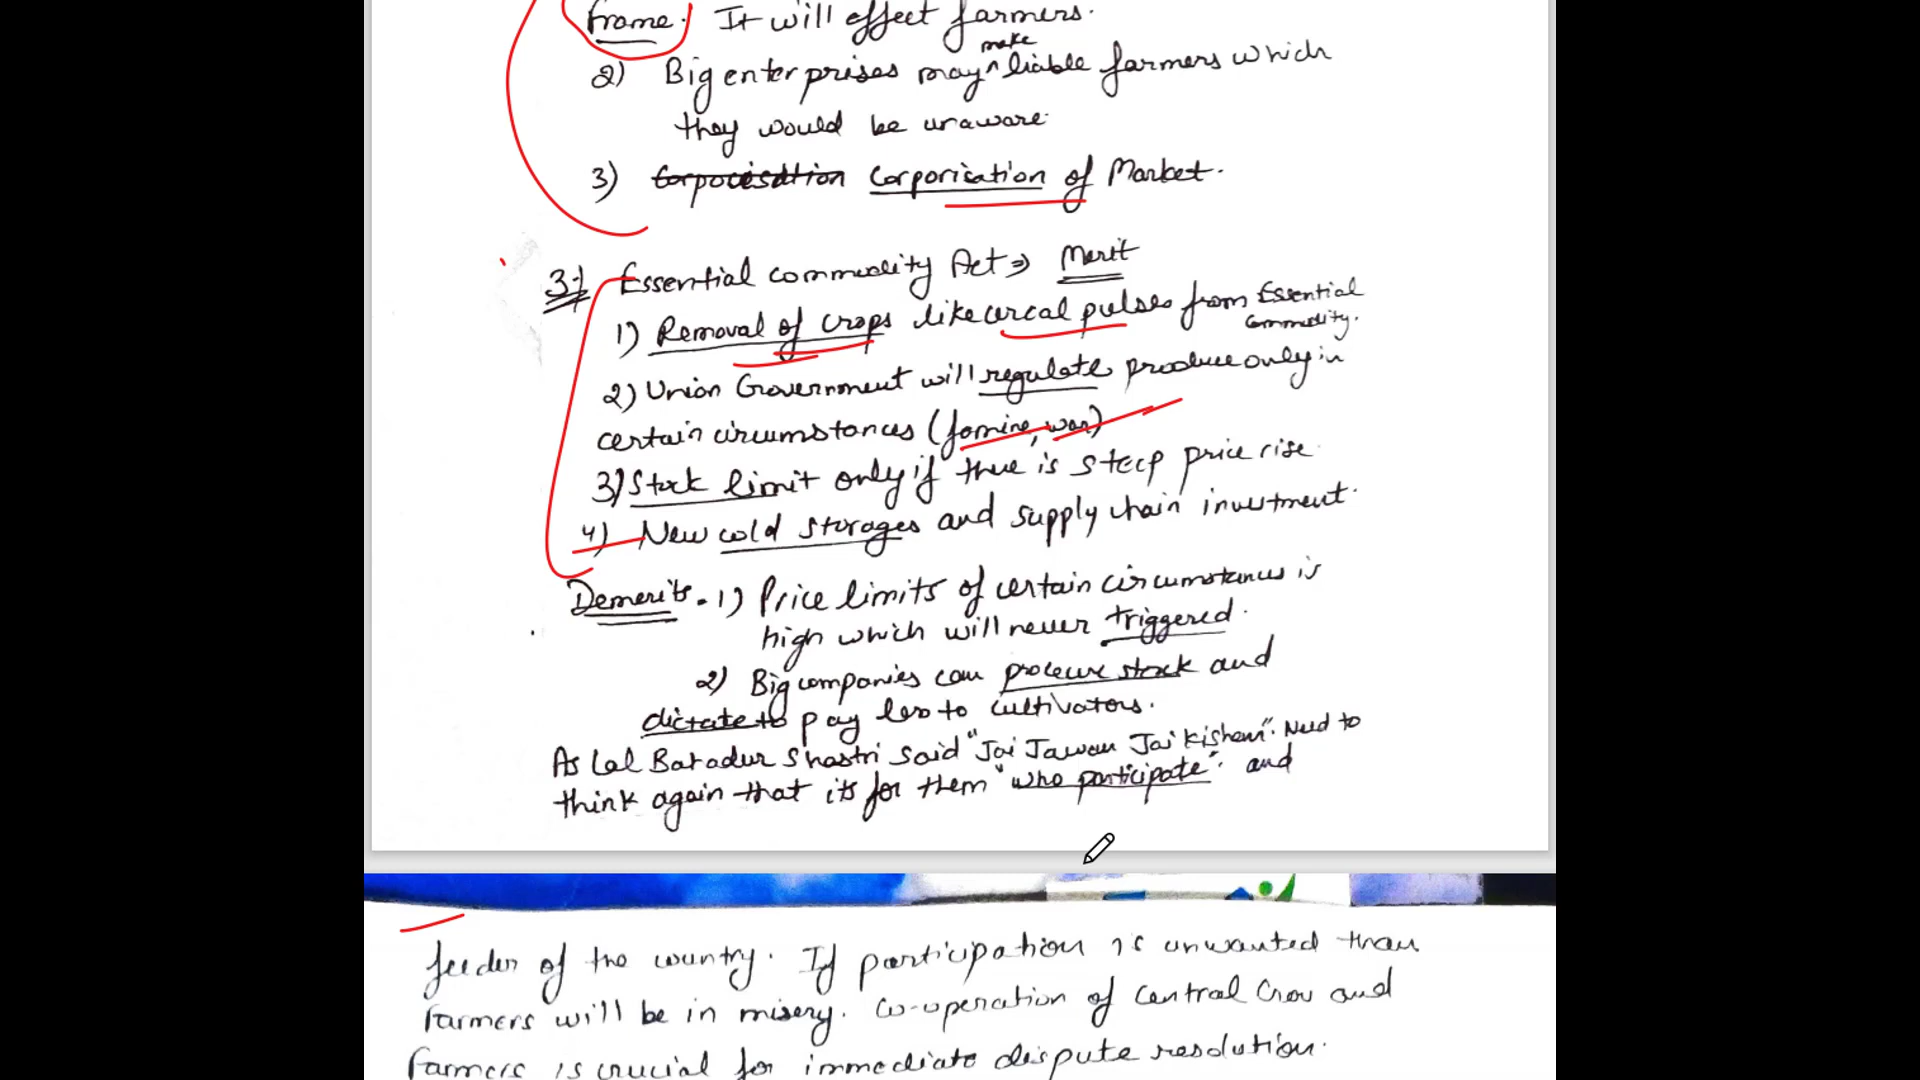 frame. It will effect farmers.
2) Big enterprises may make liable farmers which
they would be unaware.
3) Corpocisation Corporisation of Market.
3) Essential commodity Act ⇒ Merit
1) Removal of crops like cereal pulses from Essential
Commodity.
2) Union Government will regulate produce only in
certain circumstances (famine, war)
3) Stock limit only if there is steep price rise.
4) New cold storages and supply chain investment.
Demerits - 1) Price limits of certain circumstances is
high which will never triggered.
2) Big companies can procure stock and
dictate to pay less to cultivators.
As Lal Bahadur Shastri said "Jai Jawan Jai Kishan". Need to
think again that its for them "who participate". and
feeder of the country. If participation is unwanted than
farmers will be in misery. Co-operation of Central Gov and
farmers is crucial for immediate dispute resolution.